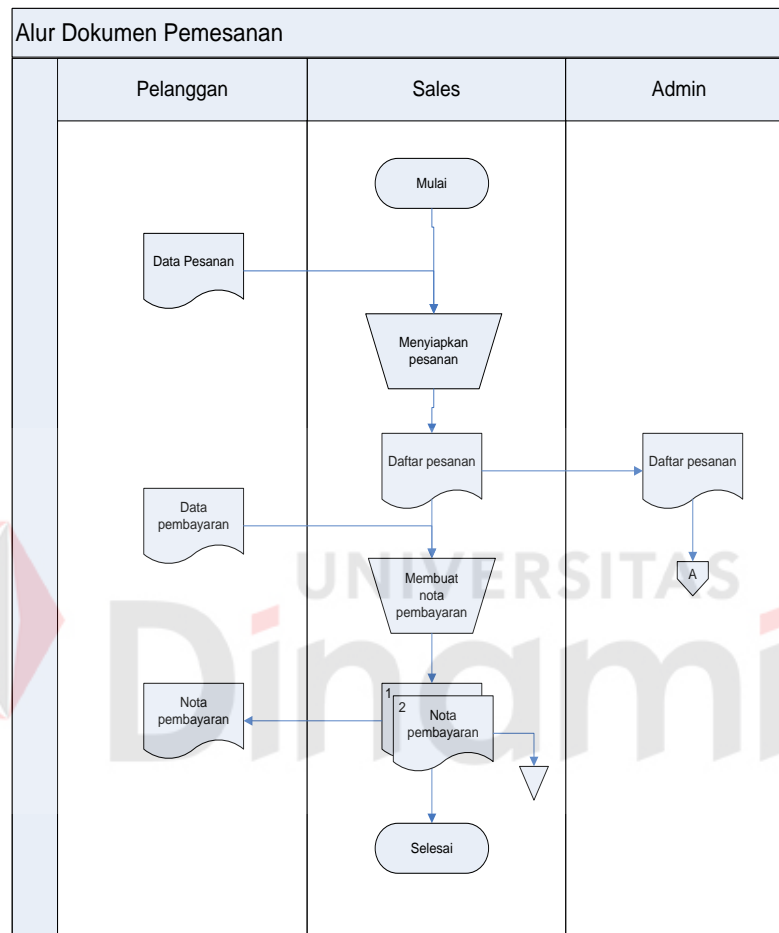 Alur Dokumen Pemesanan
Pelanggan
Sales
Admin
Mulai
Data Pesanan
Menyiapkan
pesanan
Daftar pesanan
Daftar pesanan
Data
pembayaran
A
Membuat
nota
pembayaran
UNIVERSITAS
Dinami
Nota
pembayaran
1
2
Nota
pembayaran
Selesai